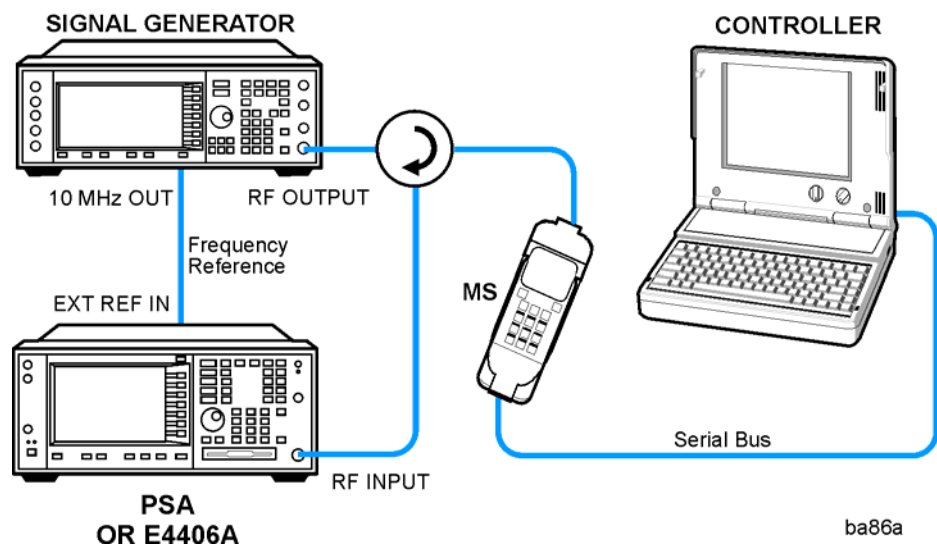 SIGNAL GENERATOR
CONTROLLER
10 MHz OUT
RF OUTPUT
Frequency
Reference
MS
EXT REF IN
Serial Bus
RF INPUT
PSA
OR E4406A
ba86a